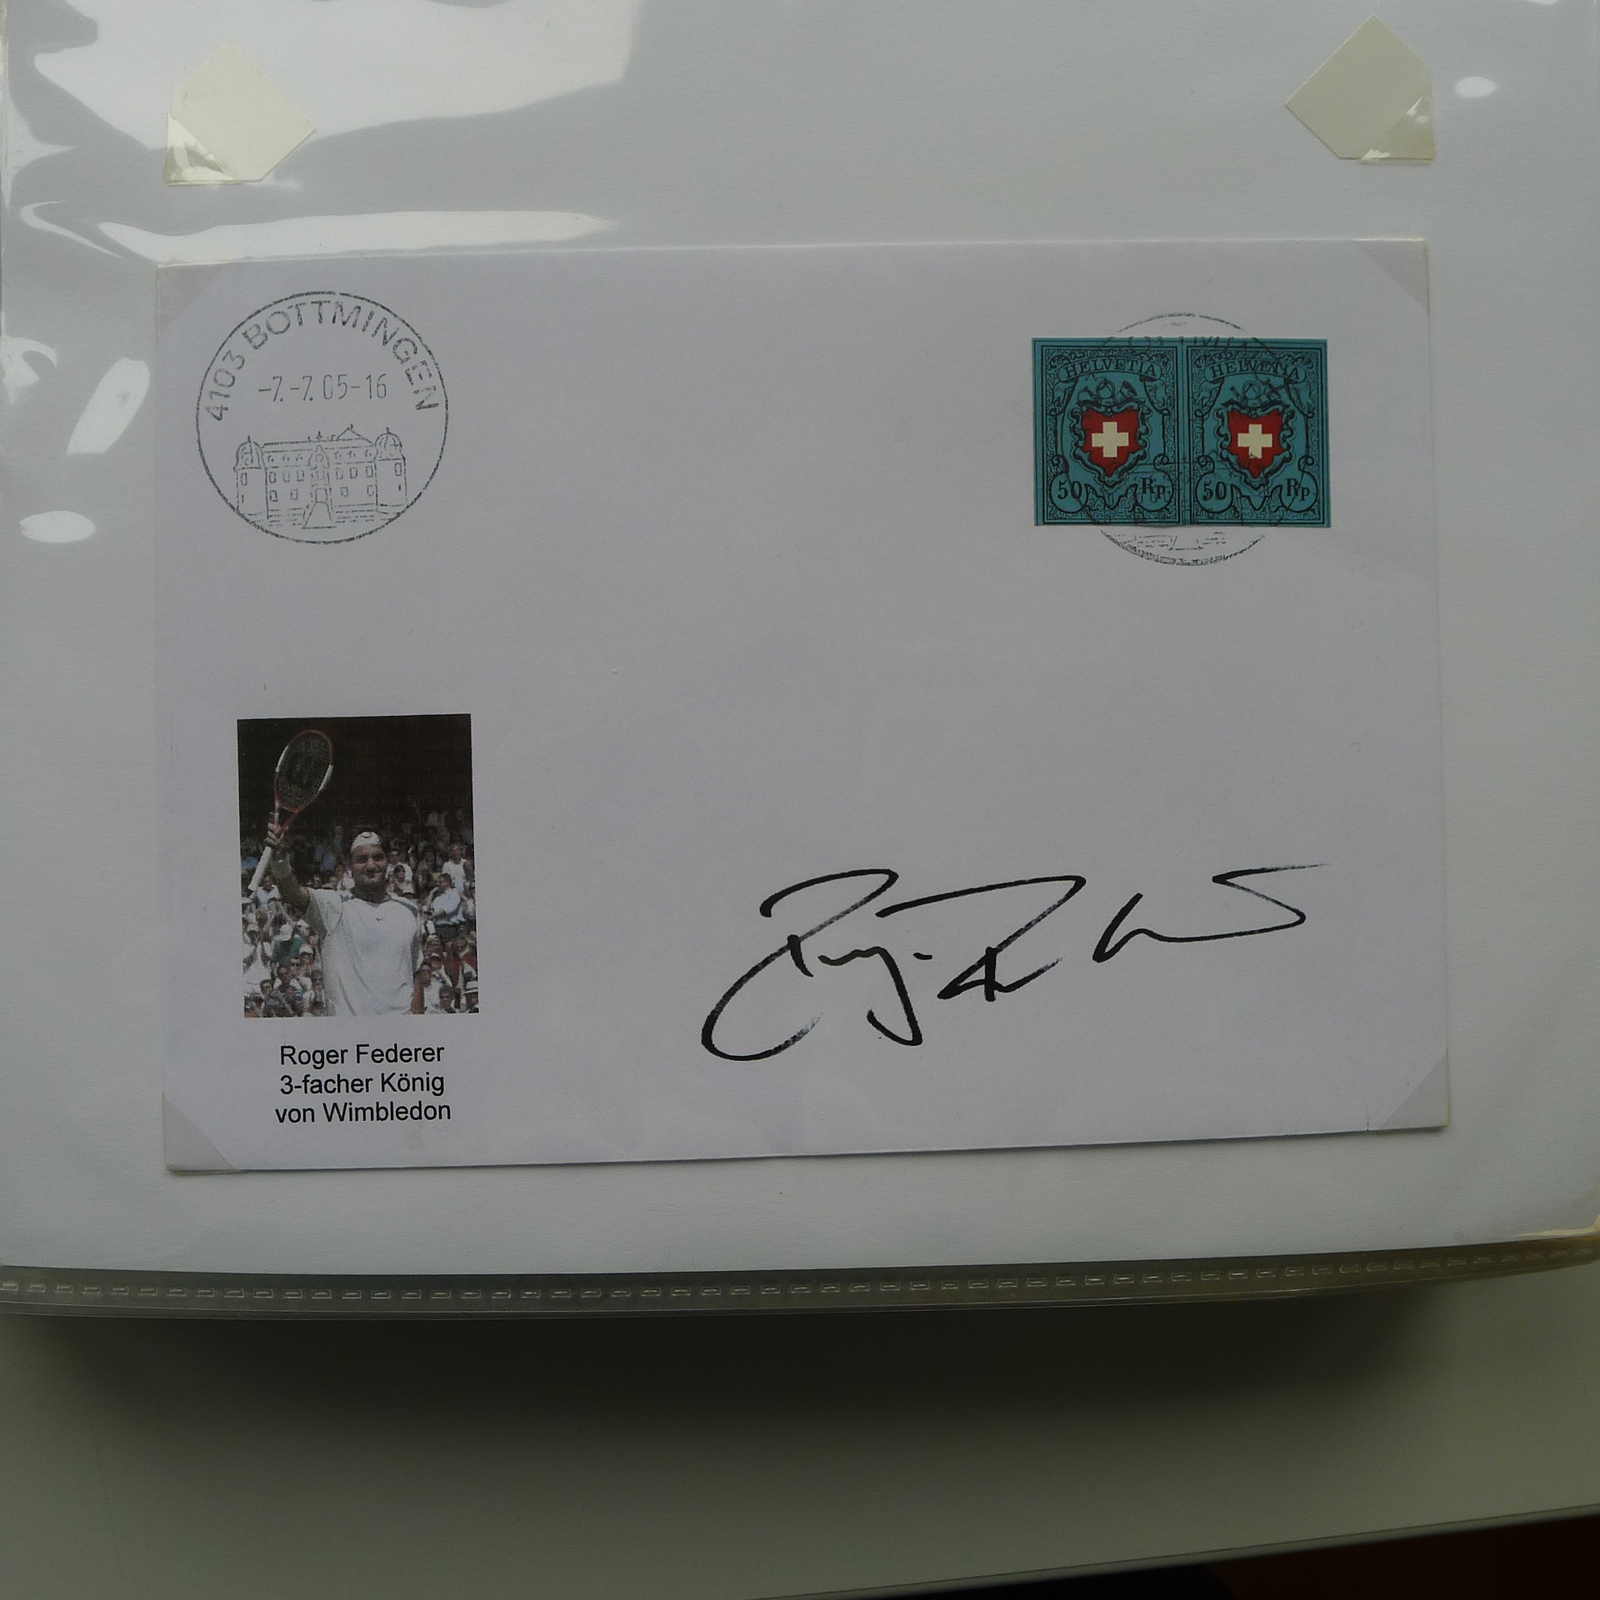 4103 BOTTMINGEN
-7.-7.05-16
HELVETIA HELVETIA
50 Rp. 50 Rp.
Roger Federer
3-facher König
von Wimbledon